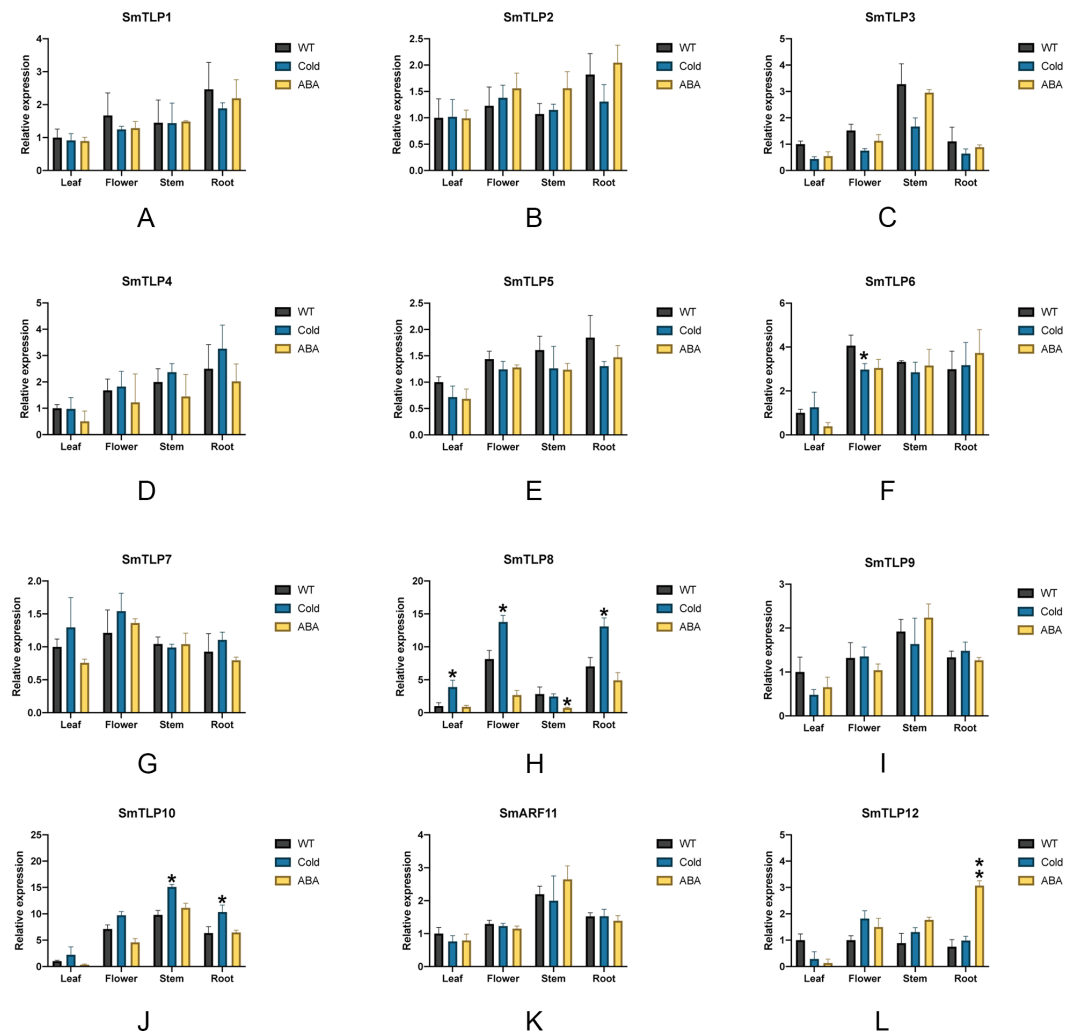 SmTLP1
Relative expression
4
3
2
1
0
Leaf Flower Stem Root
WT
Cold
ABA
A
SmTLP2
Relative expression
2.5
2.0
1.5
1.0
0.5
0.0
Leaf Flower Stem Root
WT
Cold
ABA
B
SmTLP3
Relative expression
5
4
3
2
1
0
Leaf Flower Stem Root
WT
Cold
ABA
C
SmTLP4
Relative expression
5
4
3
2
1
0
Leaf Flower Stem Root
WT
Cold
ABA
D
SmTLP5
Relative expression
2.5
2.0
1.5
1.0
0.5
0.0
Leaf Flower Stem Root
WT
Cold
ABA
E
SmTLP6
Relative expression
6
4
2
0
*
Leaf Flower Stem Root
WT
Cold
ABA
F
SmTLP7
Relative expression
2.0
1.5
1.0
0.5
0.0
Leaf Flower Stem Root
WT
Cold
ABA
G
SmTLP8
Relative expression
20
15
10
5
0
* * * *
Leaf Flower Stem Root
WT
Cold
ABA
H
SmTLP9
Relative expression
3
2
1
0
Leaf Flower Stem Root
WT
Cold
ABA
I
SmTLP10
Relative expression
25
20
15
10
5
0
* *
Leaf Flower Stem Root
WT
Cold
ABA
J
SmARF11
Relative expression
4
3
2
1
0
Leaf Flower Stem Root
WT
Cold
ABA
K
SmTLP12
Relative expression
5
4
3
2
1
0
**
Leaf Flower Stem Root
WT
Cold
ABA
L